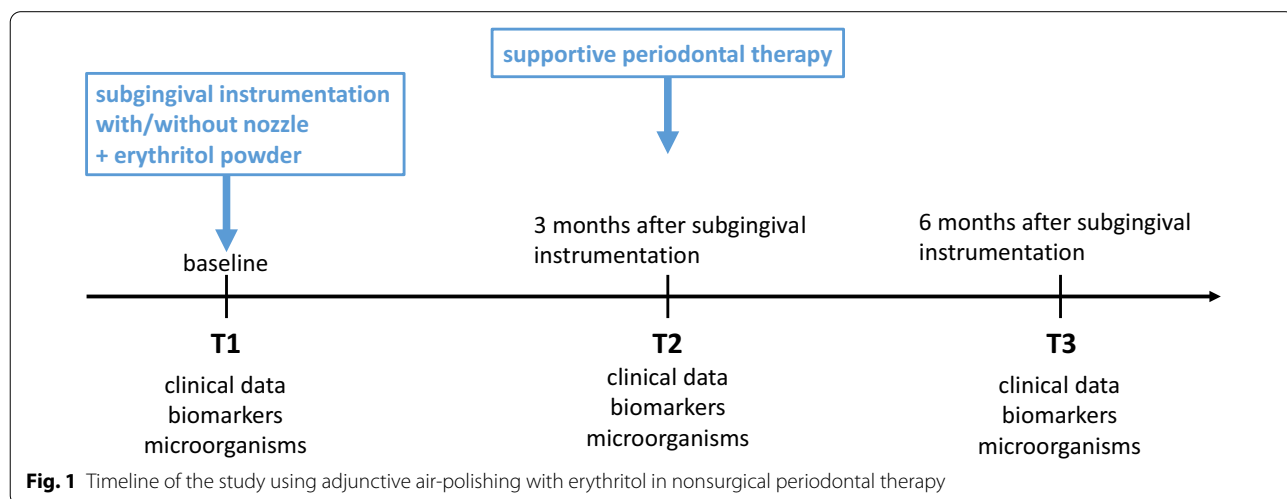 supportive periodontal therapy
subgingival instrumentation
with/without nozzle
+ erythritol powder
baseline
3 months after subgingival
instrumentation
6 months after subgingival
instrumentation
T1
clinical data
biomarkers
microorganisms
T2
clinical data
biomarkers
microorganisms
T3
clinical data
biomarkers
microorganisms
Fig. 1 Timeline of the study using adjunctive air-polishing with erythritol in nonsurgical periodontal therapy